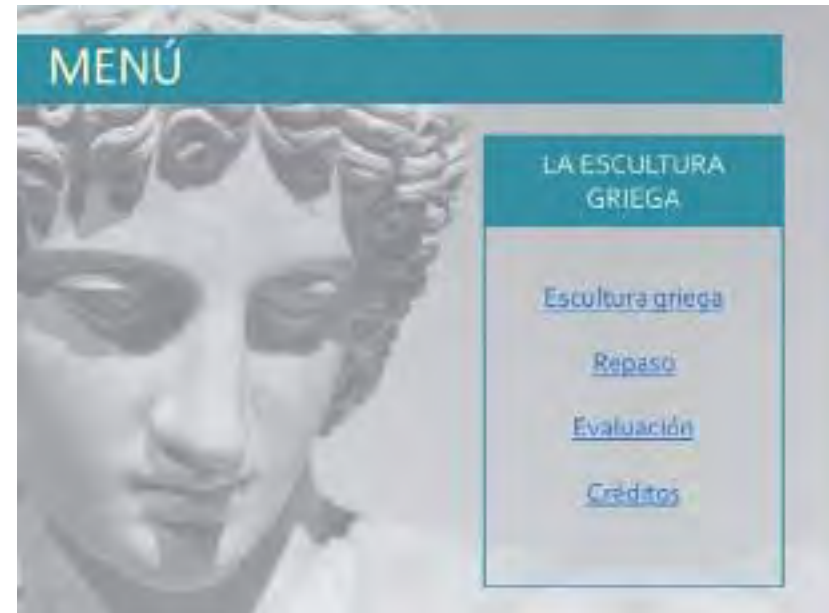 MENÚ
LA ESCULTURA
GRIEGA
Escultura griega
Repaso
Evaluación
Créditos